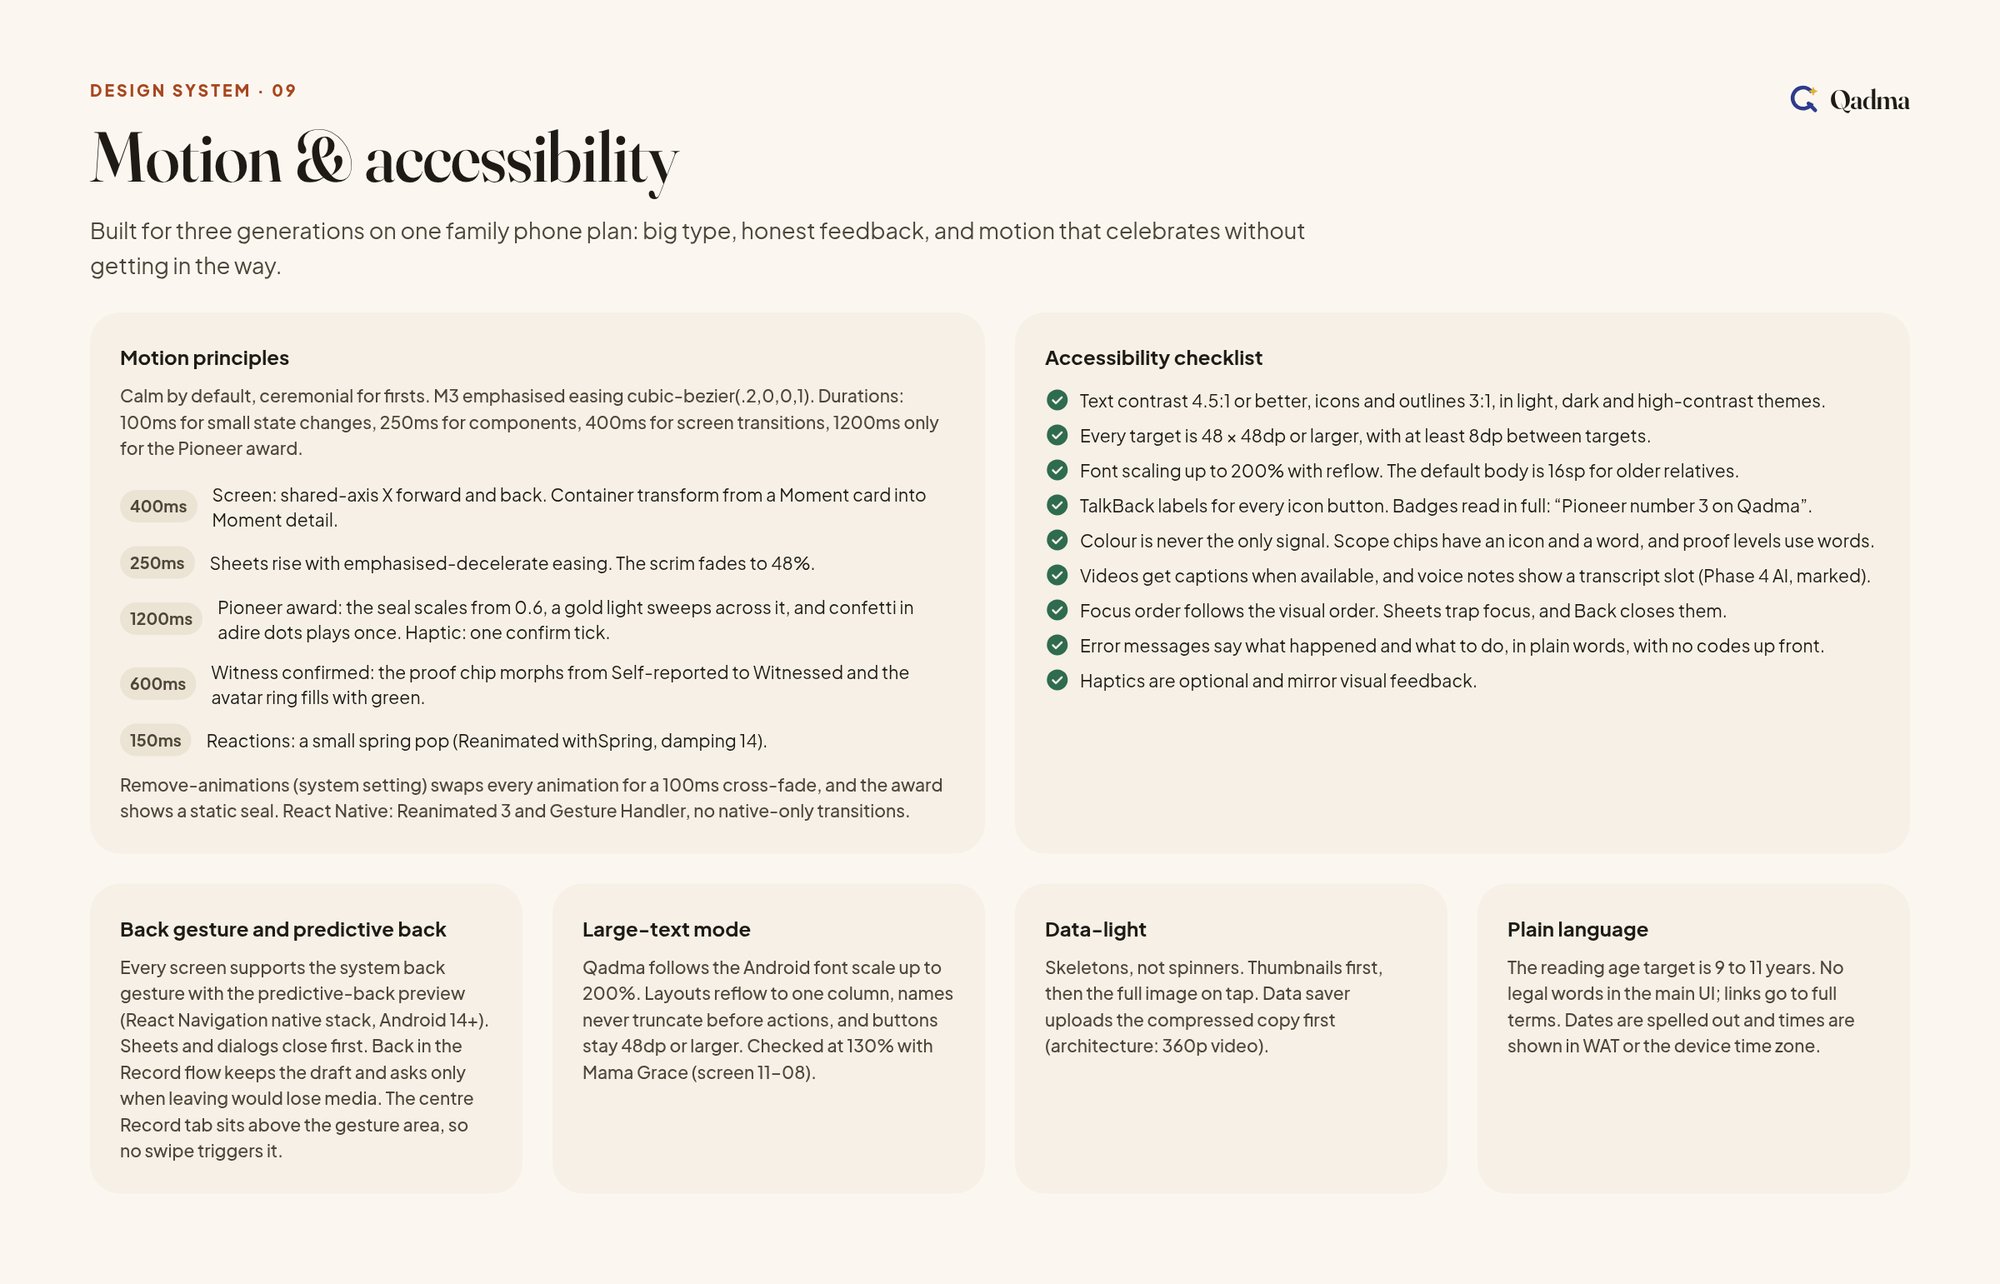 DESIGN SYSTEM · 09
Qadma
Motion & accessibility
Built for three generations on one family phone plan: big type, honest feedback, and motion that celebrates without
getting in the way.
Motion principles
Calm by default, ceremonial for firsts. M3 emphasised easing cubic-bezier(.2,0,0,1). Durations:
100ms for small state changes, 250ms for components, 400ms for screen transitions, 1200ms only
for the Pioneer award.
400ms
Screen: shared-axis X forward and back. Container transform from a Moment card into
Moment detail.
250ms
Sheets rise with emphasised-decelerate easing. The scrim fades to 48%.
1200ms
Pioneer award: the seal scales from 0.6, a gold light sweeps across it, and confetti in
adire dots plays once. Haptic: one confirm tick.
600ms
Witness confirmed: the proof chip morphs from Self-reported to Witnessed and the
avatar ring fills with green.
150ms
Reactions: a small spring pop (Reanimated withSpring, damping 14).
Remove-animations (system setting) swaps every animation for a 100ms cross-fade, and the award
shows a static seal. React Native: Reanimated 3 and Gesture Handler, no native-only transitions.
Accessibility checklist
Text contrast 4.5:1 or better, icons and outlines 3:1, in light, dark and high-contrast themes.
Every target is 48 × 48dp or larger, with at least 8dp between targets.
Font scaling up to 200% with reflow. The default body is 16sp for older relatives.
TalkBack labels for every icon button. Badges read in full: “Pioneer number 3 on Qadma”.
Colour is never the only signal. Scope chips have an icon and a word, and proof levels use words.
Videos get captions when available, and voice notes show a transcript slot (Phase 4 AI, marked).
Focus order follows the visual order. Sheets trap focus, and Back closes them.
Error messages say what happened and what to do, in plain words, with no codes up front.
Haptics are optional and mirror visual feedback.
Back gesture and predictive back
Every screen supports the system back
gesture with the predictive-back preview
(React Navigation native stack, Android 14+).
Sheets and dialogs close first. Back in the
Record flow keeps the draft and asks only
when leaving would lose media. The centre
Record tab sits above the gesture area, so
no swipe triggers it.
Large-text mode
Qadma follows the Android font scale up to
200%. Layouts reflow to one column, names
never truncate before actions, and buttons
stay 48dp or larger. Checked at 130% with
Mama Grace (screen 11–08).
Data-light
Skeletons, not spinners. Thumbnails first,
then the full image on tap. Data saver
uploads the compressed copy first
(architecture: 360p video).
Plain language
The reading age target is 9 to 11 years. No
legal words in the main UI; links go to full
terms. Dates are spelled out and times are
shown in WAT or the device time zone.